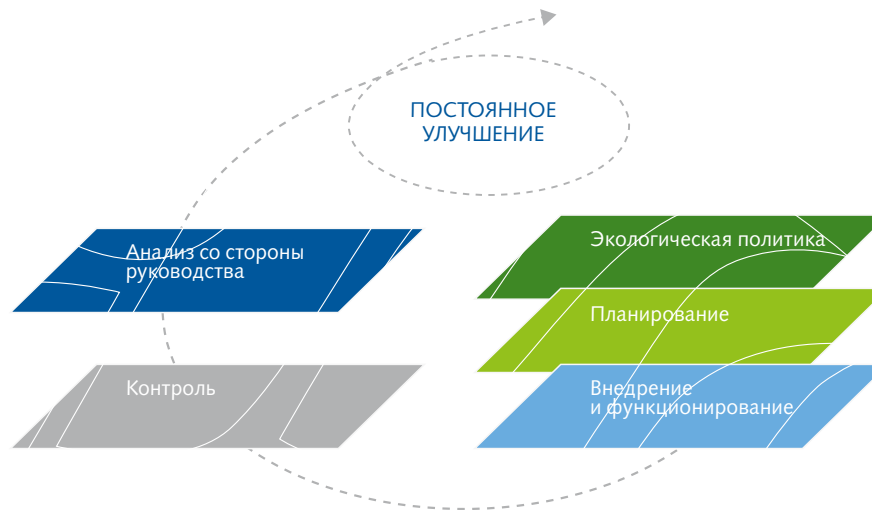 ПОСТОЯННОЕ
УЛУЧШЕНИЕ
Анализ со стороны
руководства
Экологическая политика
Планирование
Контроль
Внедрение
и функционирование